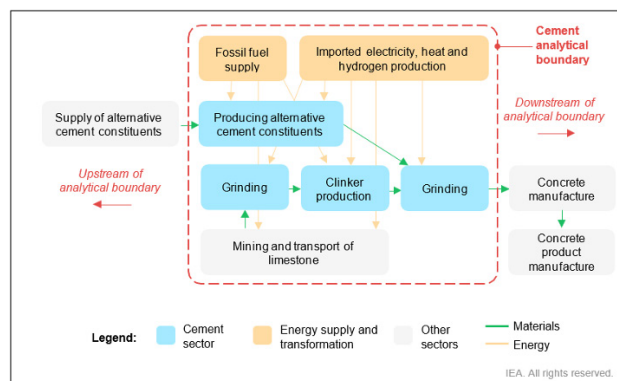 Cement
analytical
boundary
Fossil fuel
supply
Imported electricity, heat and
hydrogen production
Downstream of
analytical boundary
Supply of alternative
cement constituents
Producing alternative
cement constituents
Upstream of
analytical boundary
Grinding
Clinker
production
Grinding
Concrete
manufacture
Mining and transport of
limestone
Concrete
product
manufacture
Legend:
Cement
sector
Energy supply and
transformation
Other
sectors
Materials
Energy
IEA. All rights reserved.